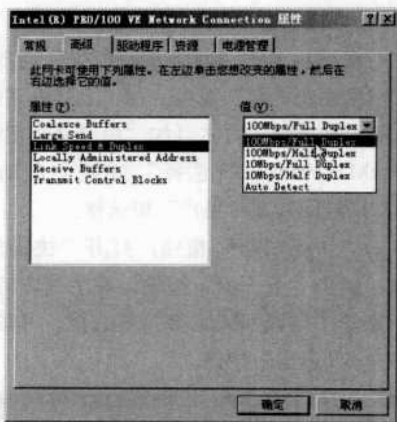 Intel(R) PRO/100 VE Network Connection 属性
常规 高级 驱动程序 资源 电源管理
此网卡可使用下列属性。在左边单击您想改变的属性，然后在
右边选择它的值。
属性(P): 值(V):
Coalesce Buffers 100Mbps/Full Duplex
Large Send 100Mbps/Full Duplex
Link Speed & Duplex 100Mbps/Half Duplex
Locally Administered Address 10Mbps/Full Duplex
Receive Buffers 10Mbps/Half Duplex
Transmit Control Blocks Auto Detect
确定 取消